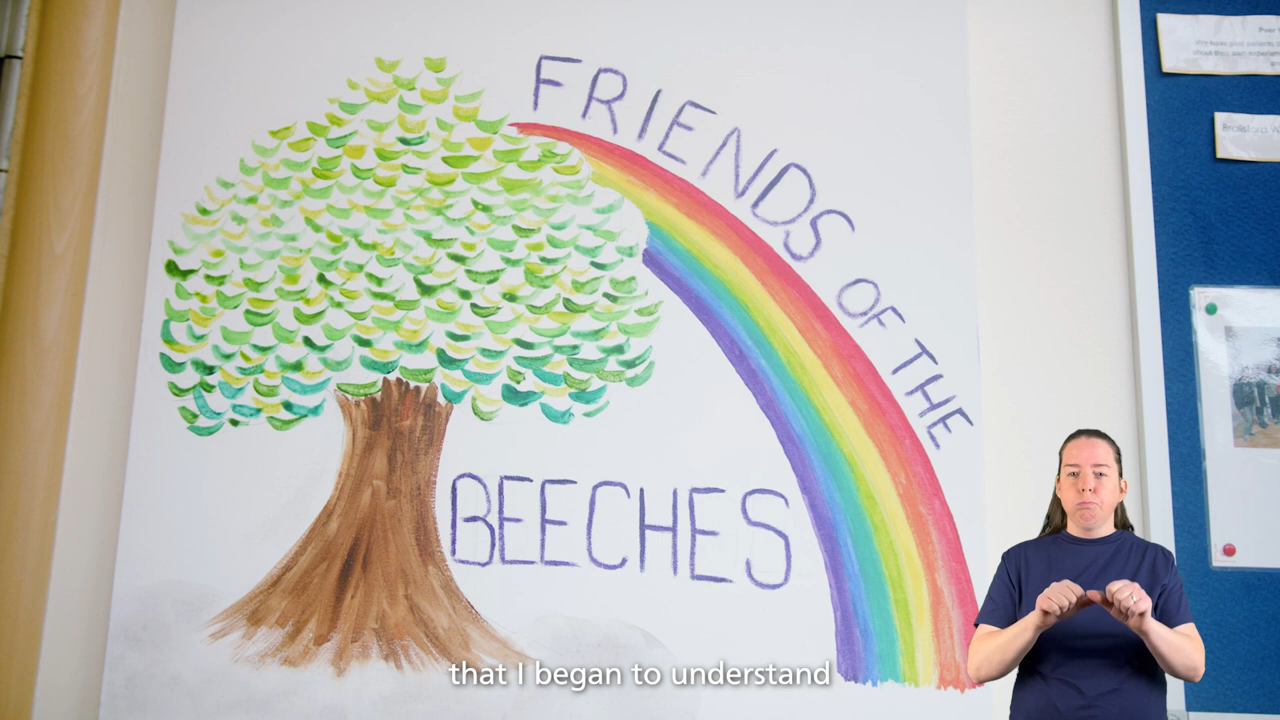 FRIENDS OF THE
BEECHES
that I began to understand